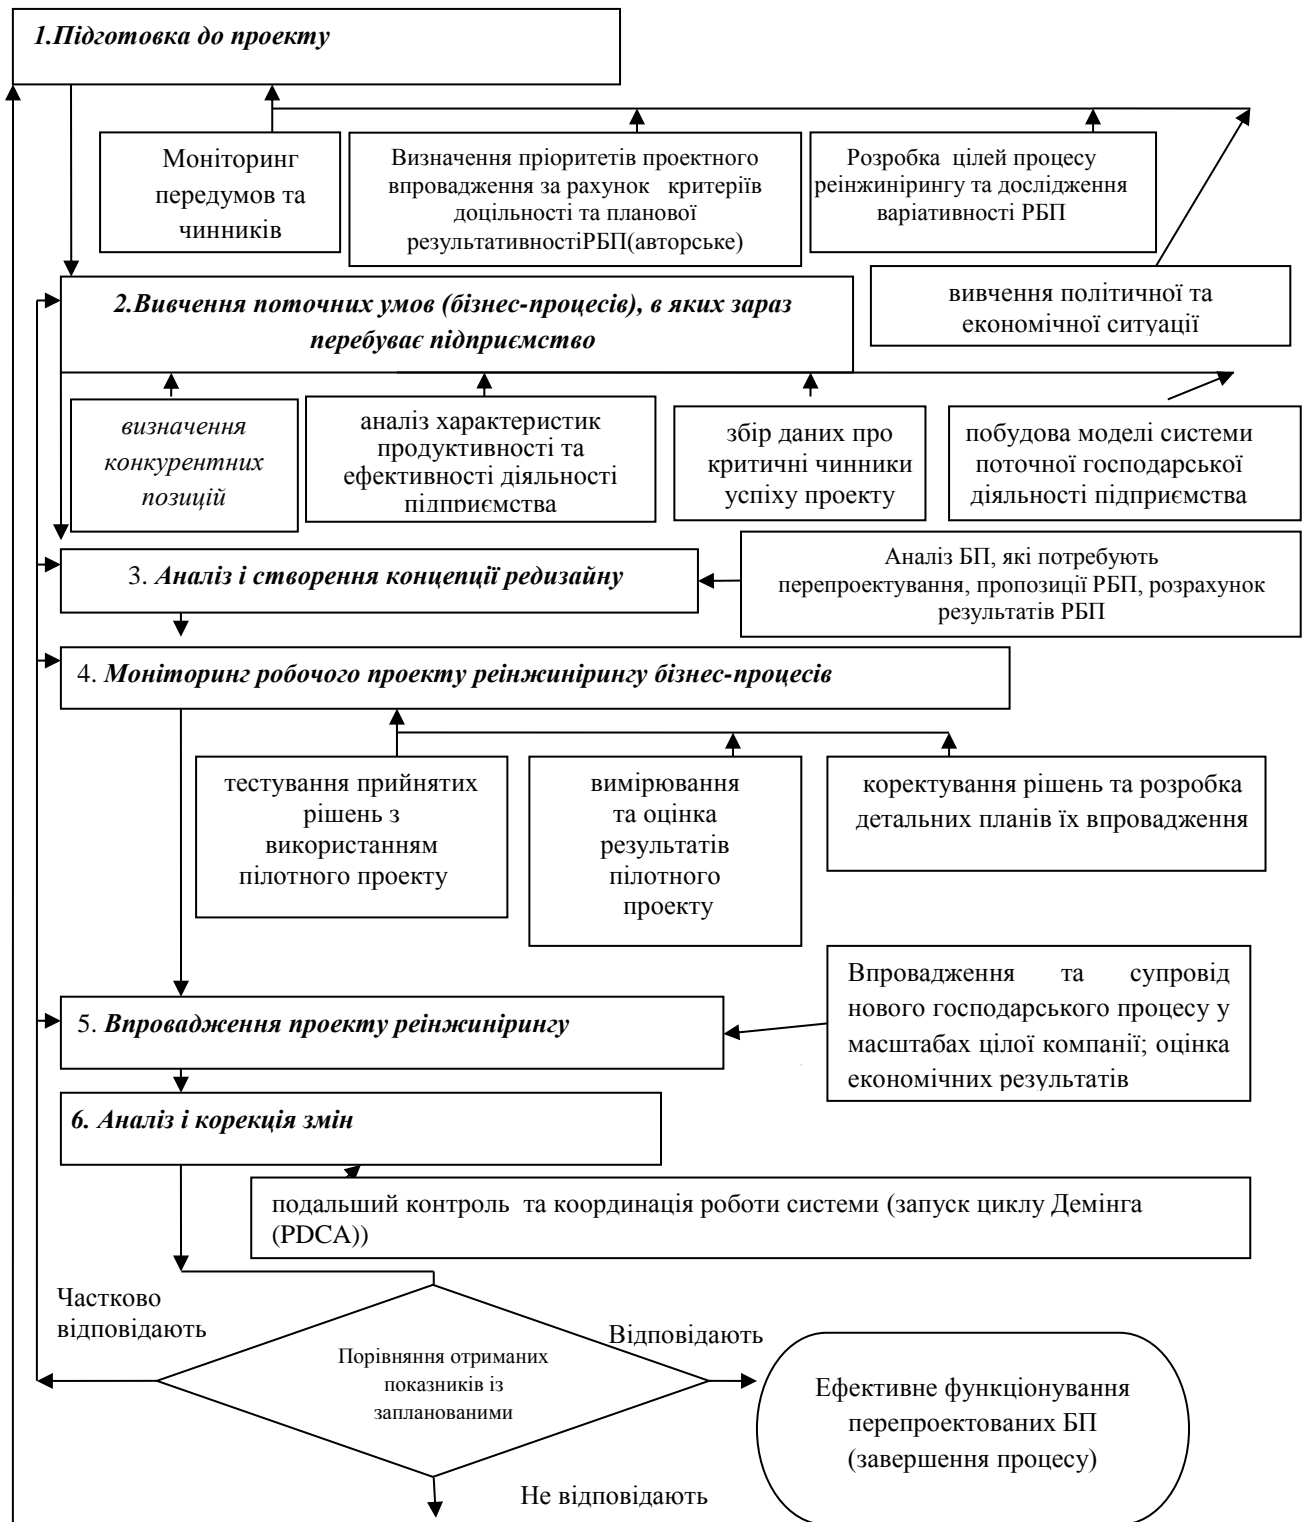 1.Підготовка до проекту
Моніторинг
передумов та
чинників
Визначення пріоритетів проектного
впровадження за рахунок критеріїв
доцільності та планової
результативностіРБП(авторське)
Розробка цілей процесу
реінжинірингу та дослідження
варіативності РБП
вивчення політичної та
економічної ситуації
2.Вивчення поточних умов (бізнес-процесів), в яких зараз
перебуває підприємство
визначення
конкурентних
позицій
аналіз характеристик
продуктивності та
ефективності діяльності
підприємства
збір даних про
критичні чинники
успіху проекту
побудова моделі системи
поточної господарської
діяльності підприємства
3. Аналіз і створення концепції редизайну
Аналіз БП, які потребують
перепроектування, пропозиції РБП, розрахунок
результатів РБП
4. Моніторинг робочого проекту реінжинірингу бізнес-процесів
тестування прийнятих
рішень з
використанням
пілотного проекту
вимірювання
та оцінка
результатів
пілотного
проекту
коректування рішень та розробка
детальних планів їх впровадження
Впровадження та супровід
нового господарського процесу у
масштабах цілої компанії; оцінка
економічних результатів
5. Впровадження проекту реінжинірингу
6. Аналіз і корекція змін
подальший контроль та координація роботи системи (запуск циклу Демінга
(PDCA))
Частково
відповідають
Відповідають
Порівняння отриманих
показників із
запланованими
Ефективне функціонування
перепроектованих БП
(завершення процесу)
Не відповідають